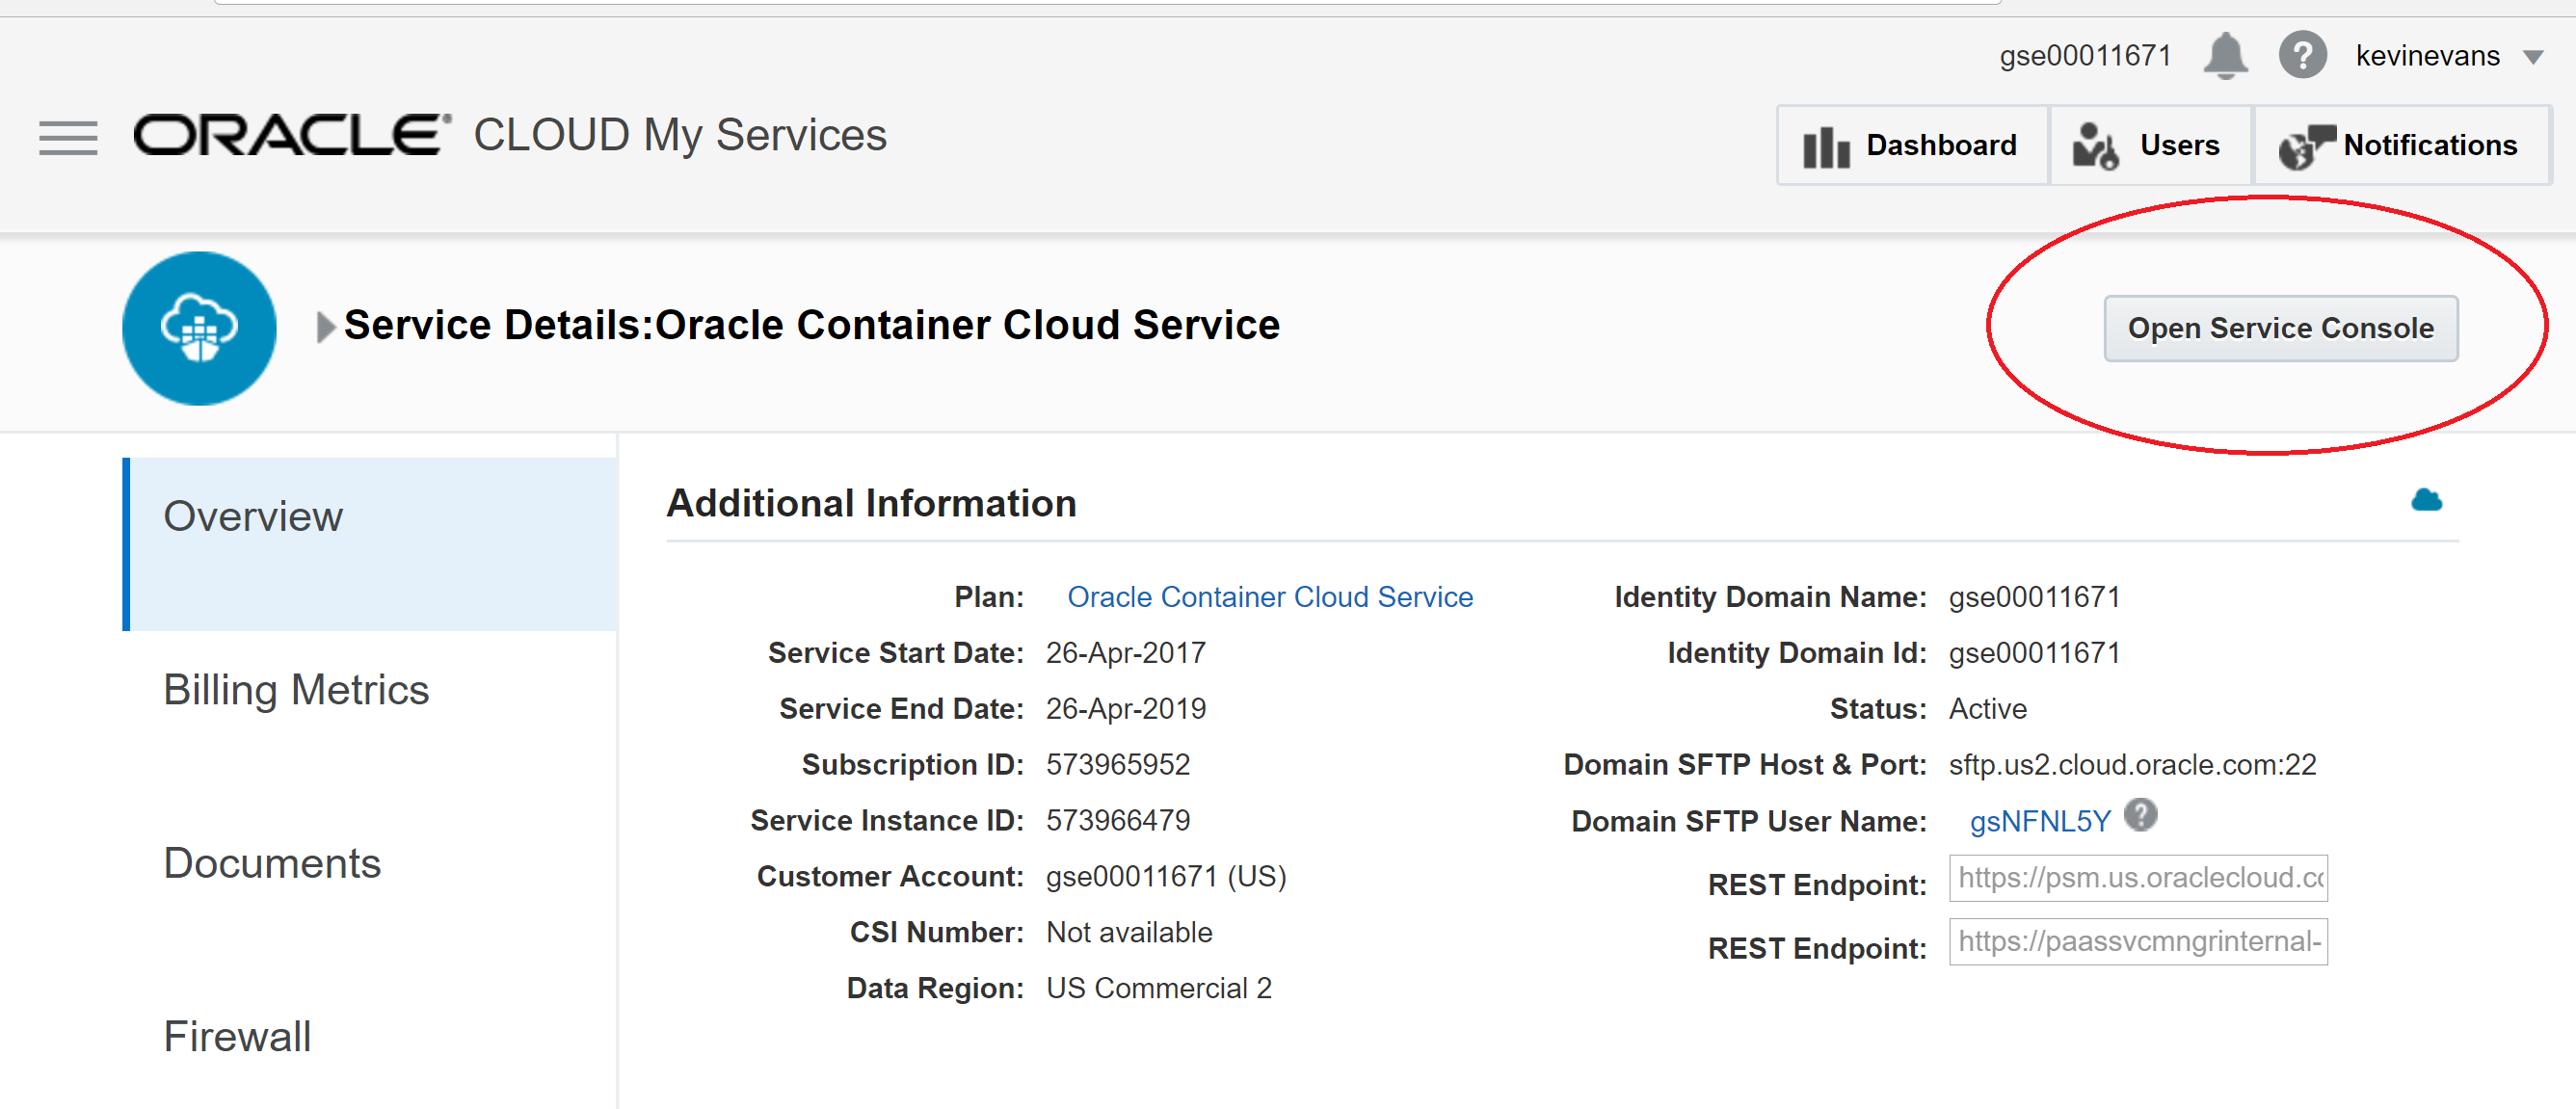 gse00011671 ? kevinevans
ORACLE CLOUD My Services
Dashboard Users Notifications
Service Details:Oracle Container Cloud Service
Open Service Console
Overview
Billing Metrics
Documents
Firewall
Additional Information
Plan: Oracle Container Cloud Service
Service Start Date: 26-Apr-2017
Service End Date: 26-Apr-2019
Subscription ID: 573965952
Service Instance ID: 573966479
Customer Account: gse00011671 (US)
CSI Number: Not available
Data Region: US Commercial 2
Identity Domain Name: gse00011671
Identity Domain Id: gse00011671
Status: Active
Domain SFTP Host & Port: sftp.us2.cloud.oracle.com:22
Domain SFTP User Name: gsNFNL5Y ?
REST Endpoint: https://psm.us.oraclecloud.co
REST Endpoint: https://paassvcmngrinternal-